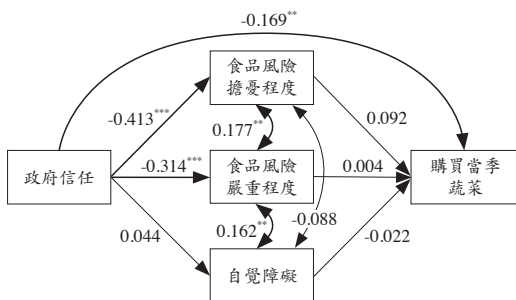 -0.169**
食品風險
擔憂程度
-0.413***
0.092
0.177**
政府信任
-0.314***
食品風險
嚴重程度
0.004
購買當季
蔬菜
-0.088
0.162**
0.044
-0.022
自覺障礙